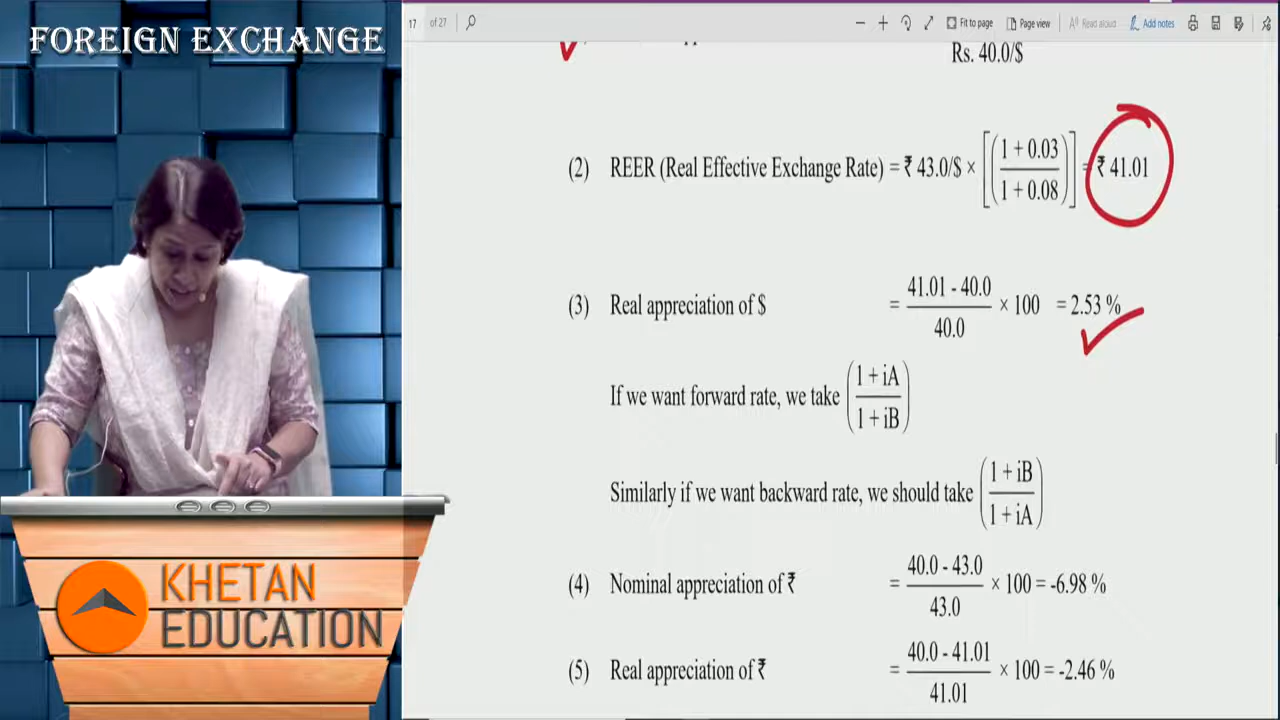 FOREIGN EXCHANGE
17 of 27
Fit to page
Page view
Read aloud
Add notes
Rs. 40.0/$
(2) REER (Real Effective Exchange Rate) = ₹ 43.0/$ × [((1 + 0.03)/(1 + 0.08))] = ₹ 41.01
(3) Real appreciation of $ = (41.01 - 40.0)/40.0 × 100 = 2.53 %
If we want forward rate, we take ((1 + iA)/(1 + iB))
Similarly if we want backward rate, we should take ((1 + iB)/(1 + iA))
(4) Nominal appreciation of ₹ = (40.0 - 43.0)/43.0 × 100 = -6.98 %
(5) Real appreciation of ₹ = (40.0 - 41.01)/41.01 × 100 = -2.46 %
KHETAN
EDUCATION